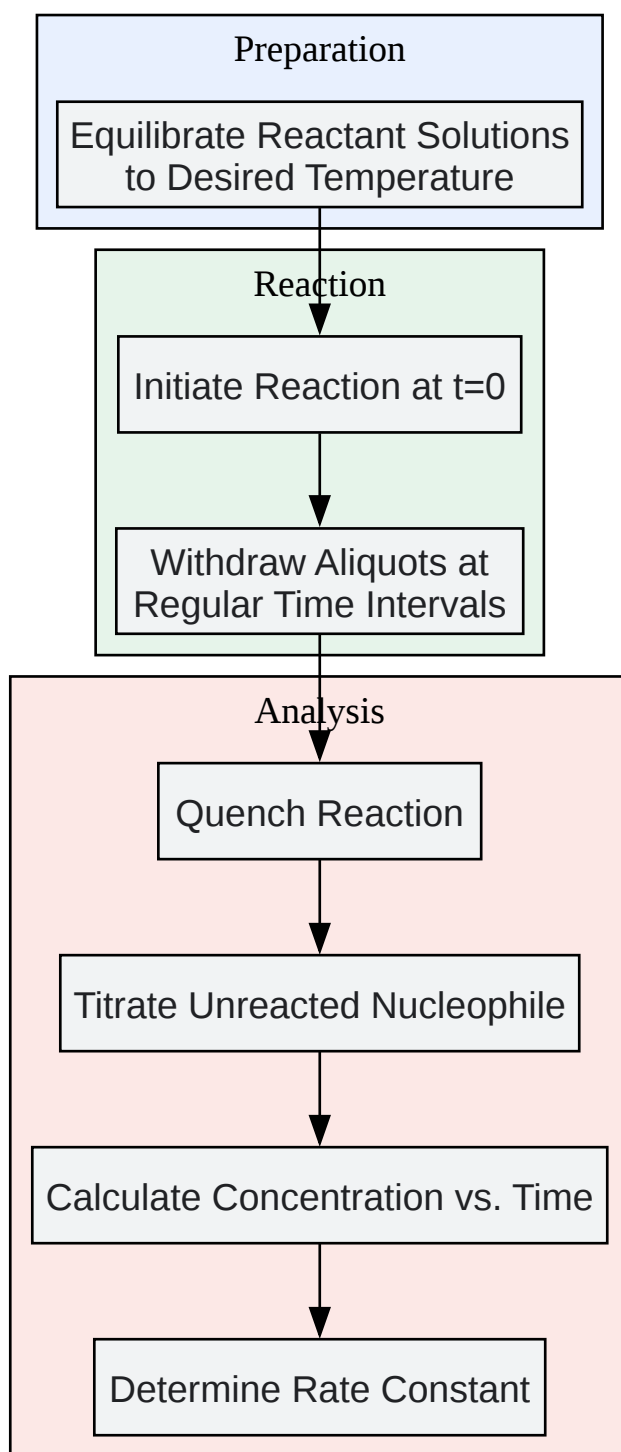 Preparation
Equilibrate Reactant Solutions
to Desired Temperature
Reaction
Initiate Reaction at t=0
Withdraw Aliquots at
Regular Time Intervals
Analysis
Quench Reaction
Titrate Unreacted Nucleophile
Calculate Concentration vs. Time
Determine Rate Constant